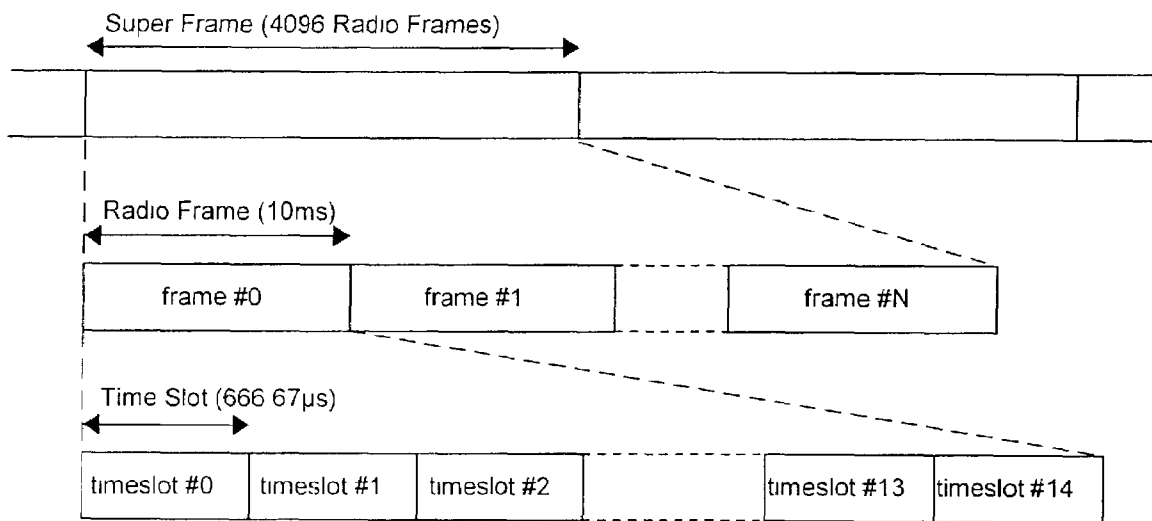 Super Frame (4096 Radio Frames)
Radio Frame (10ms)
frame #0 frame #1 frame #N
Time Slot (666 67µs)
timeslot #0 timeslot #1 timeslot #2 timeslot #13 timeslot #14